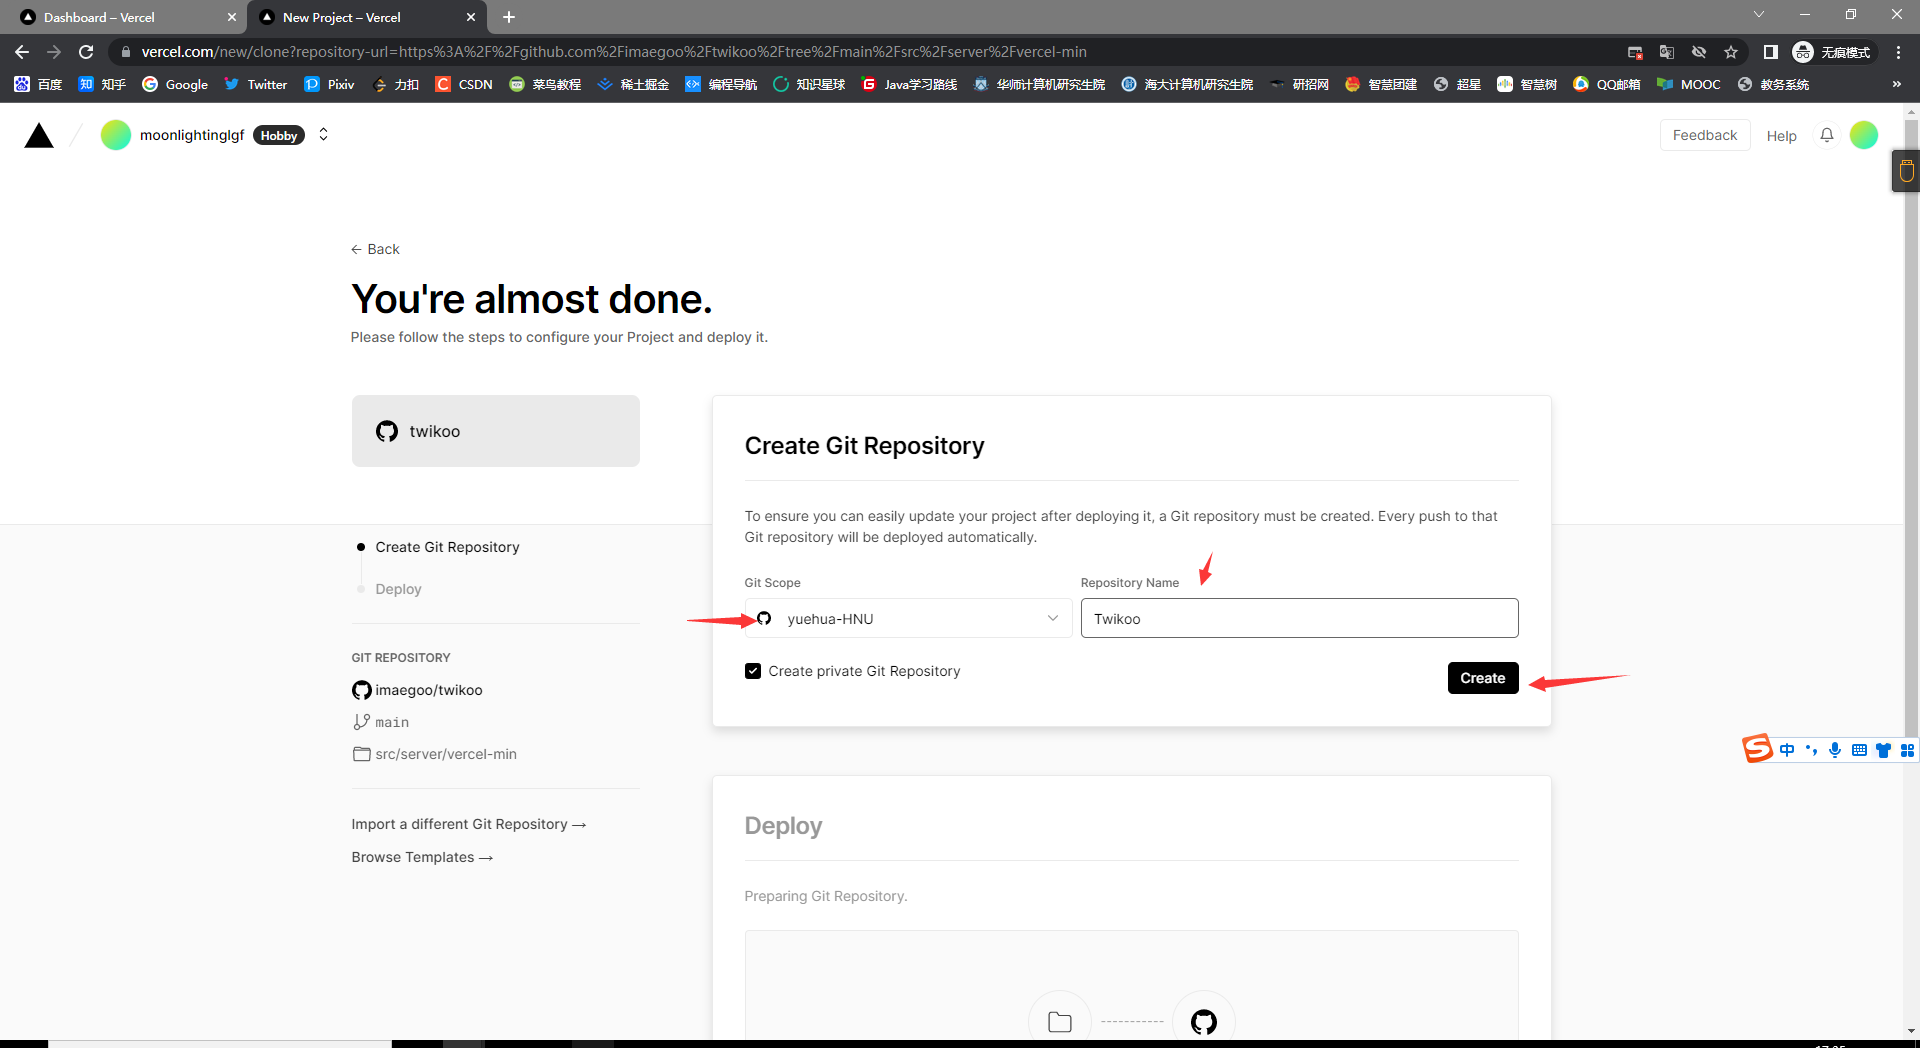 Dashboard – Vercel
New Project – Vercel
vercel.com/new/clone?repository-url=https%3A%2F%2Fgithub.com%2Fimaegoo%2Ftwikoo%2Ftree%2Fmain%2Fsrc%2Fserver%2Fvercel-min
无痕模式
百度 知乎 Google Twitter Pixiv 力扣 CSDN 菜鸟教程 稀土掘金 编程导航 知识星球 Java学习路线 华师计算机研究生院 海大计算机研究生院 研招网 智慧团建 超星 智慧树 QQ邮箱 MOOC 教务系统 »
moonlightinglgf Hobby
Feedback Help
← Back
You're almost done.
Please follow the steps to configure your Project and deploy it.
twikoo
Create Git Repository
Deploy
GIT REPOSITORY
imaegoo/twikoo
main
src/server/vercel-min
Import a different Git Repository →
Browse Templates →
Create Git Repository
To ensure you can easily update your project after deploying it, a Git repository must be created. Every push to that
Git repository will be deployed automatically.
Git Scope
Repository Name
yuehua-HNU
Twikoo
Create private Git Repository
Create
中
Deploy
Preparing Git Repository.